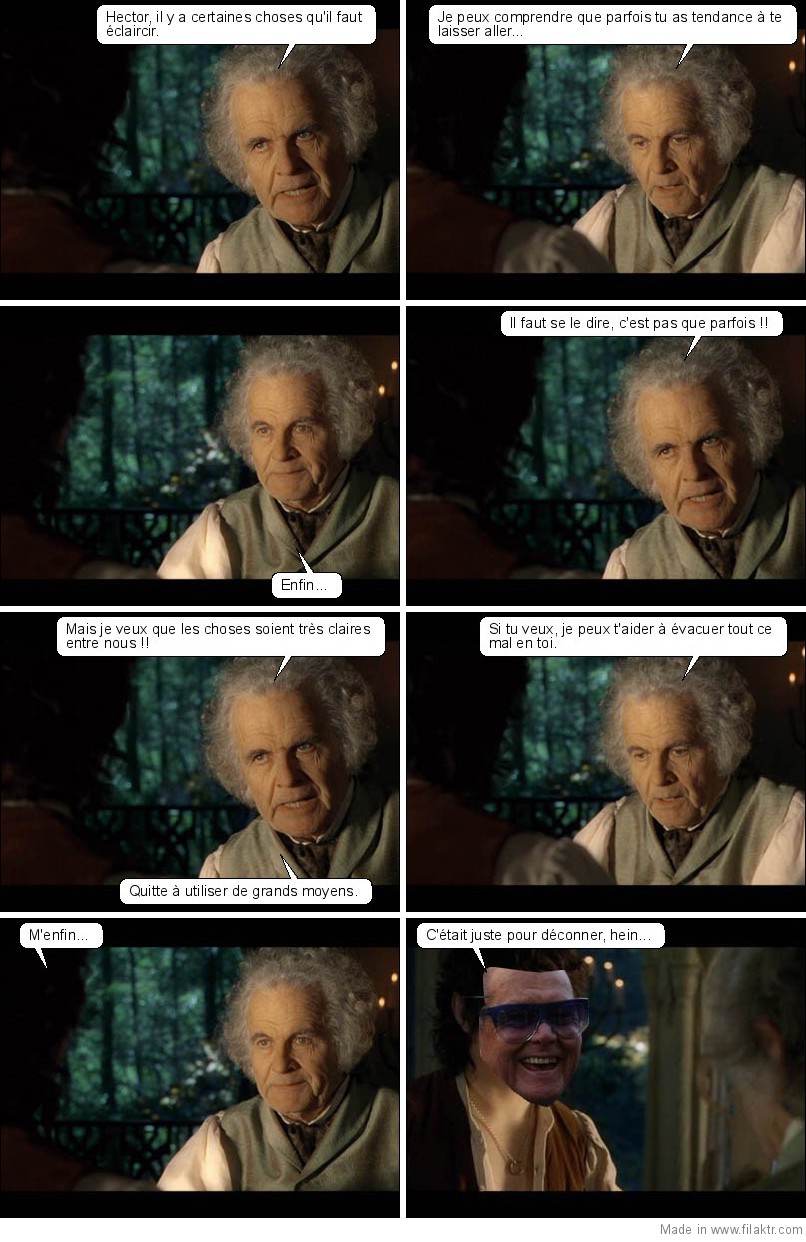 Hector, il y a certaines choses qu'il faut
éclaircir.
Je peux comprendre que parfois tu as tendance à te
laisser aller...
Enfin...
Il faut se le dire, c'est pas que parfois !!
Mais je veux que les choses soient très claires
entre nous !!
Quitte à utiliser de grands moyens.
Si tu veux, je peux t'aider à évacuer tout ce
mal en toi.
M'enfin...
C'était juste pour déconner, hein...
Made in www.filaktr.com